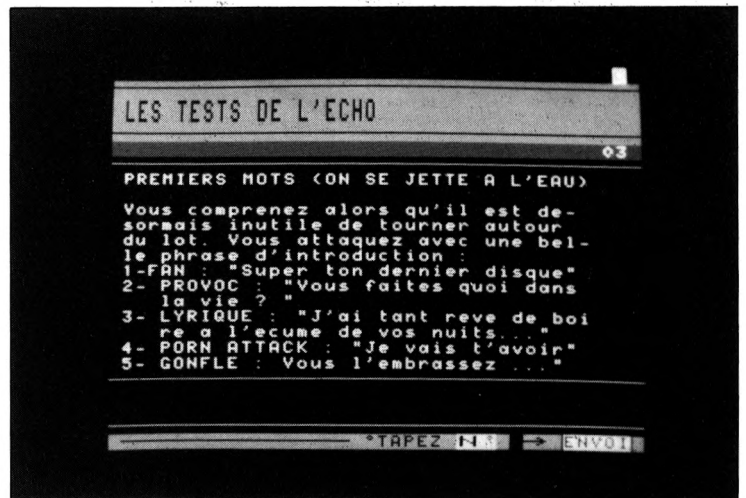 LES TESTS DE L'ECHO
03
PREMIERS MOTS (ON SE JETTE A L'EAU)
Vous comprenez alors qu'il est de-
sormais inutile de tourner autour
du lot. Vous attaquez avec une bel-
le phrase d'introduction :
1-FAN : "Super ton dernier disque"
2- PROVOC : "Vous faites quoi dans
la vie ? "
3- LYRIQUE : "J'ai tant reve de boi
re a l'ecume de vos nuits..."
4- PORN ATTACK : "Je vais t'avoir"
5- GONFLE : Vous l'embrassez ..."
*TAPEZ N° → ENVOI